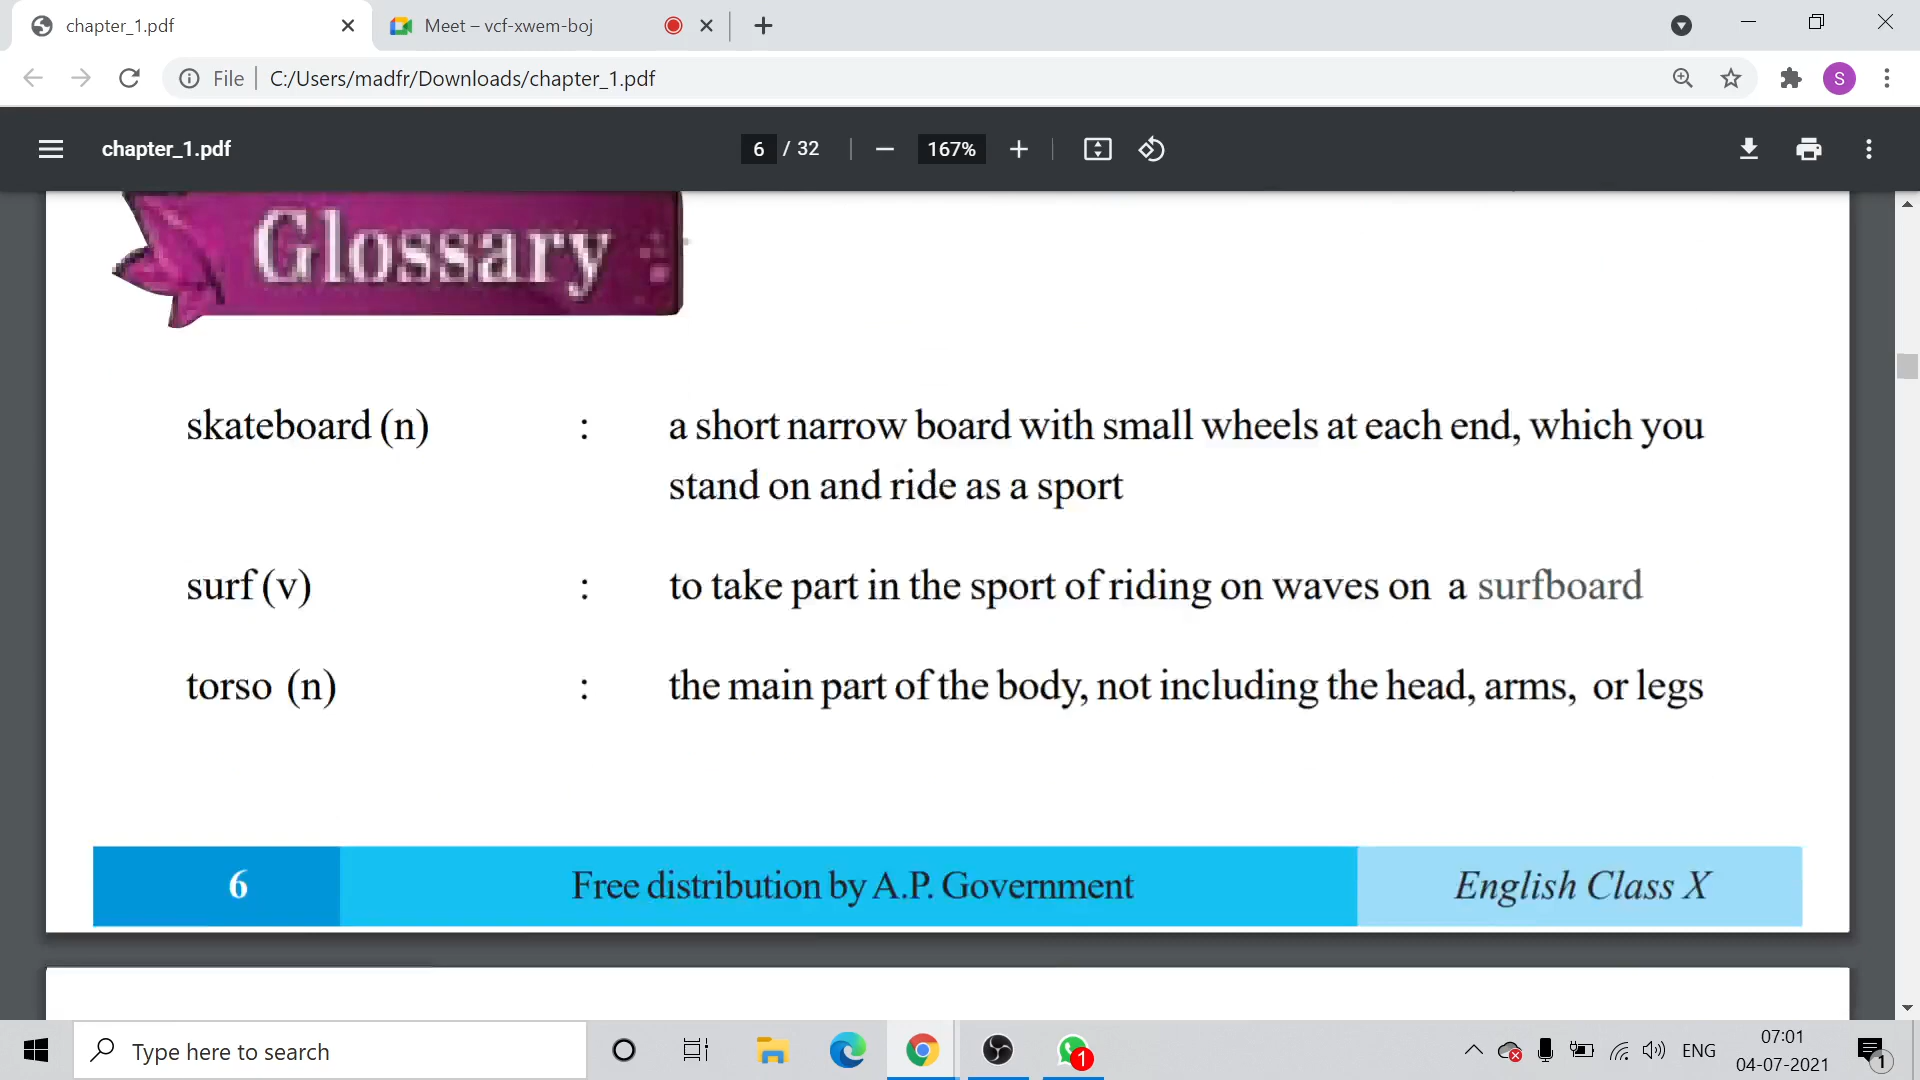 chapter_1.pdf
Meet – vcf-xwem-boj
File
C:/Users/madfr/Downloads/chapter_1.pdf
S
chapter_1.pdf
6 / 32
167%
Glossary
skateboard (n) : a short narrow board with small wheels at each end, which you
stand on and ride as a sport
surf (v) : to take part in the sport of riding on waves on a surfboard
torso (n) : the main part of the body, not including the head, arms, or legs
6
Free distribution by A.P. Government
English Class X
Type here to search
1
ENG
07:01
04-07-2021
1